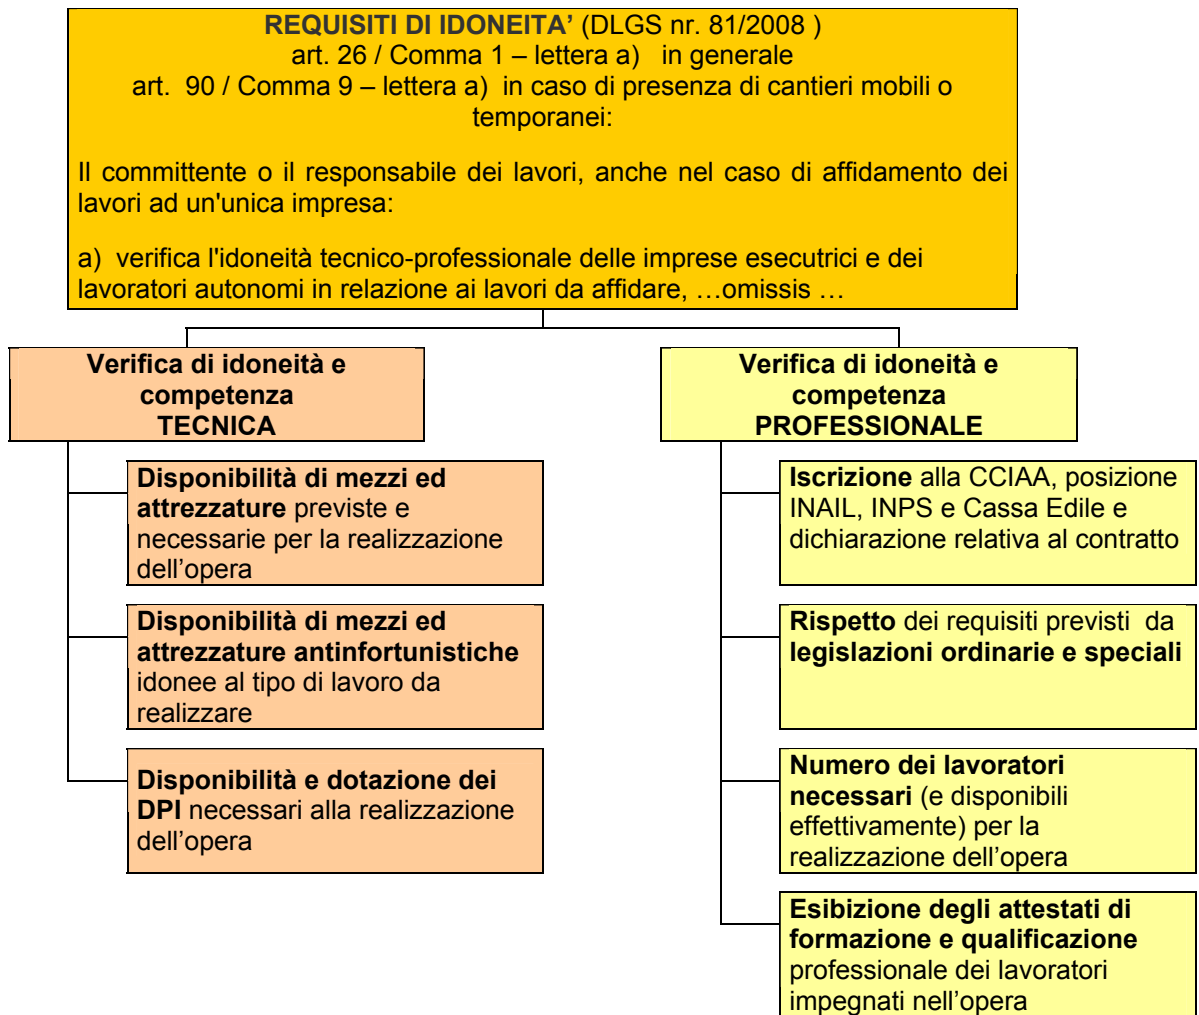 REQUISITI DI IDONEITA’ (DLGS nr. 81/2008 )
art. 26 / Comma 1 – lettera a) in generale
art. 90 / Comma 9 – lettera a) in caso di presenza di cantieri mobili o
temporanei:
Il committente o il responsabile dei lavori, anche nel caso di affidamento dei
lavori ad un'unica impresa:
a) verifica l'idoneità tecnico-professionale delle imprese esecutrici e dei
lavoratori autonomi in relazione ai lavori da affidare, …omissis …
Verifica di idoneità e
competenza
TECNICA
Disponibilità di mezzi ed
attrezzature previste e
necessarie per la realizzazione
dell’opera
Disponibilità di mezzi ed
attrezzature antinfortunistiche
idonee al tipo di lavoro da
realizzare
Disponibilità e dotazione dei
DPI necessari alla realizzazione
dell’opera
Verifica di idoneità e
competenza
PROFESSIONALE
Iscrizione alla CCIAA, posizione
INAIL, INPS e Cassa Edile e
dichiarazione relativa al contratto
Rispetto dei requisiti previsti da
legislazioni ordinarie e speciali
Numero dei lavoratori
necessari (e disponibili
effettivamente) per la
realizzazione dell’opera
Esibizione degli attestati di
formazione e qualificazione
professionale dei lavoratori
impegnati nell’opera